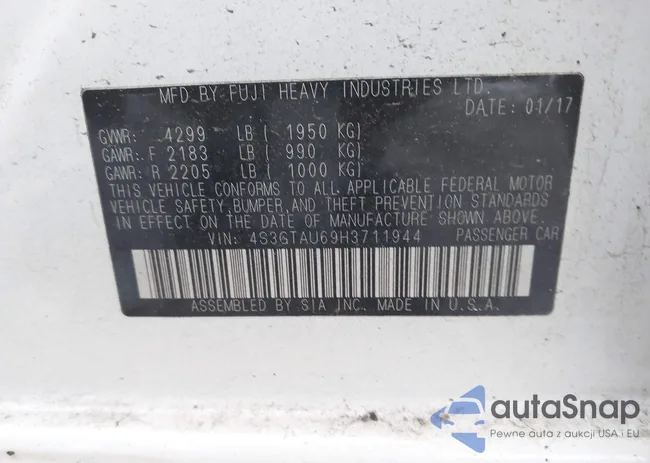 MFD BY FUJI HEAVY INDUSTRIES LTD.
DATE: 01/17
GVWR: 4299 LB ( 1950 KG)
GAWR: F 2183 LB ( 990 KG)
GAWR: R 2205 LB ( 1000 KG)
THIS VEHICLE CONFORMS TO ALL APPLICABLE FEDERAL MOTOR
VEHICLE SAFETY, BUMPER, AND THEFT PREVENTION STANDARDS
IN EFFECT ON THE DATE OF MANUFACTURE SHOWN ABOVE.
VIN: 4S3GTAU69H3711944 PASSENGER CAR
ASSEMBLED BY SIA INC. MADE IN U.S.A.
autaSnap
Pewne auta z aukcji USA i EU